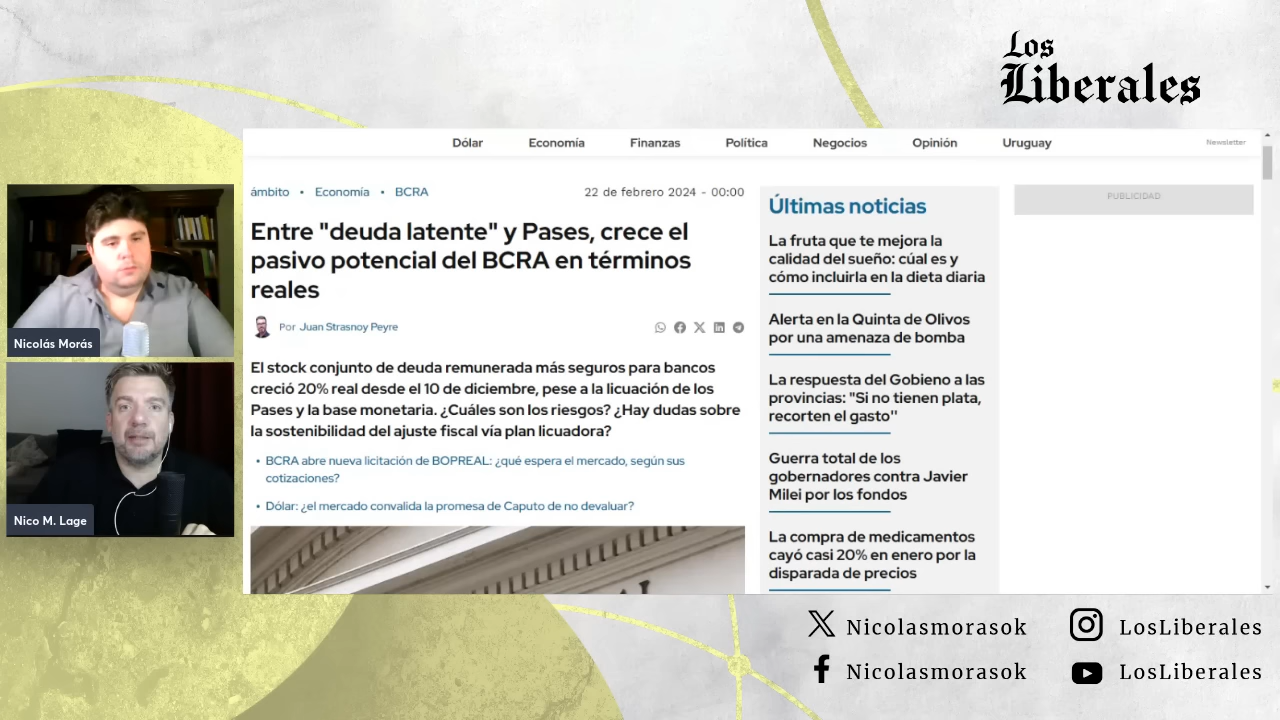 Los
Liberales
Dólar
Economía
Finanzas
Política
Negocios
Opinión
Uruguay
Newsletter
ámbito • Economía • BCRA
22 de febrero 2024 - 00:00
Entre "deuda latente" y Pases, crece el
pasivo potencial del BCRA en términos
reales
Por Juan Strasnoy Peyre
El stock conjunto de deuda remunerada más seguros para bancos
creció 20% real desde el 10 de diciembre, pese a la licuación de los
Pases y la base monetaria. ¿Cuáles son los riesgos? ¿Hay dudas sobre
la sostenibilidad del ajuste fiscal vía plan licuadora?
• BCRA abre nueva licitación de BOPREAL: ¿qué espera el mercado, según sus
cotizaciones?
• Dólar: ¿el mercado convalida la promesa de Caputo de no devaluar?
Últimas noticias
La fruta que te mejora la
calidad del sueño: cúal es y
cómo incluirla en la dieta diaria
Alerta en la Quinta de Olivos
por una amenaza de bomba
La respuesta del Gobieno a las
provincias: "Si no tienen plata,
recorten el gasto''
Guerra total de los
gobernadores contra Javier
Milei por los fondos
La compra de medicamentos
cayó casi 20% en enero por la
disparada de precios
PUBLICIDAD
Nicolás Morás
Nico M. Lage
Nicolasmorasok
LosLiberales
Nicolasmorasok
LosLiberales